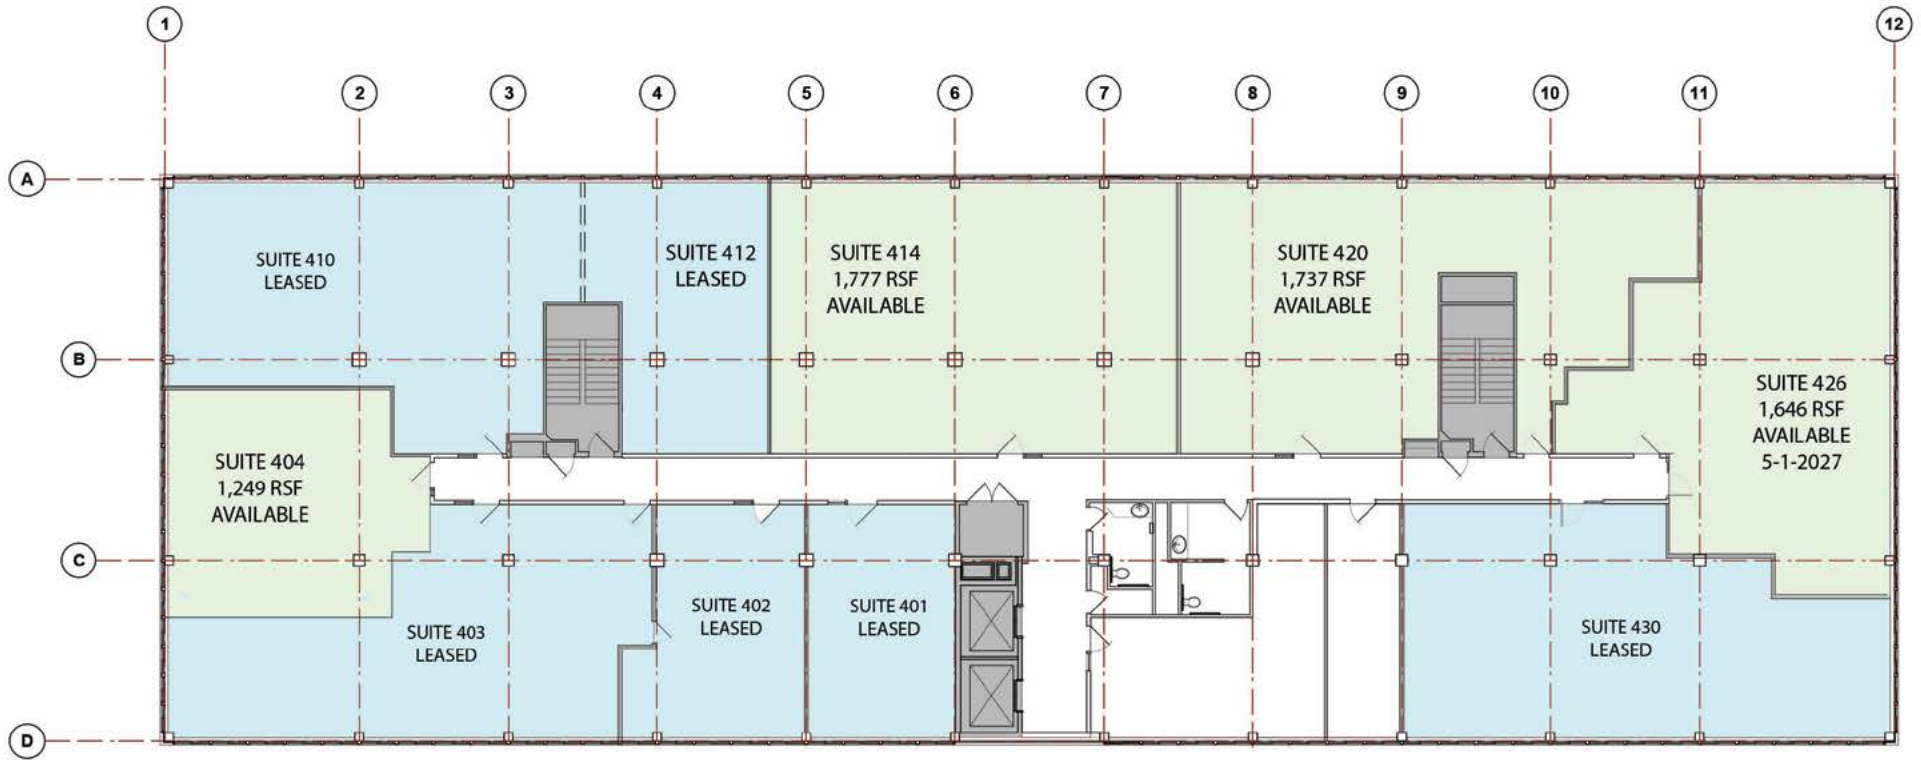 1
12
2
3
4
5
6
7
8
9
10
11
A
B
C
D
SUITE 410
LEASED
SUITE 412
LEASED
SUITE 414
1,777 RSF
AVAILABLE
SUITE 420
1,737 RSF
AVAILABLE
SUITE 426
1,646 RSF
AVAILABLE
5-1-2027
SUITE 404
1,249 RSF
AVAILABLE
SUITE 403
LEASED
SUITE 402
LEASED
SUITE 401
LEASED
SUITE 430
LEASED